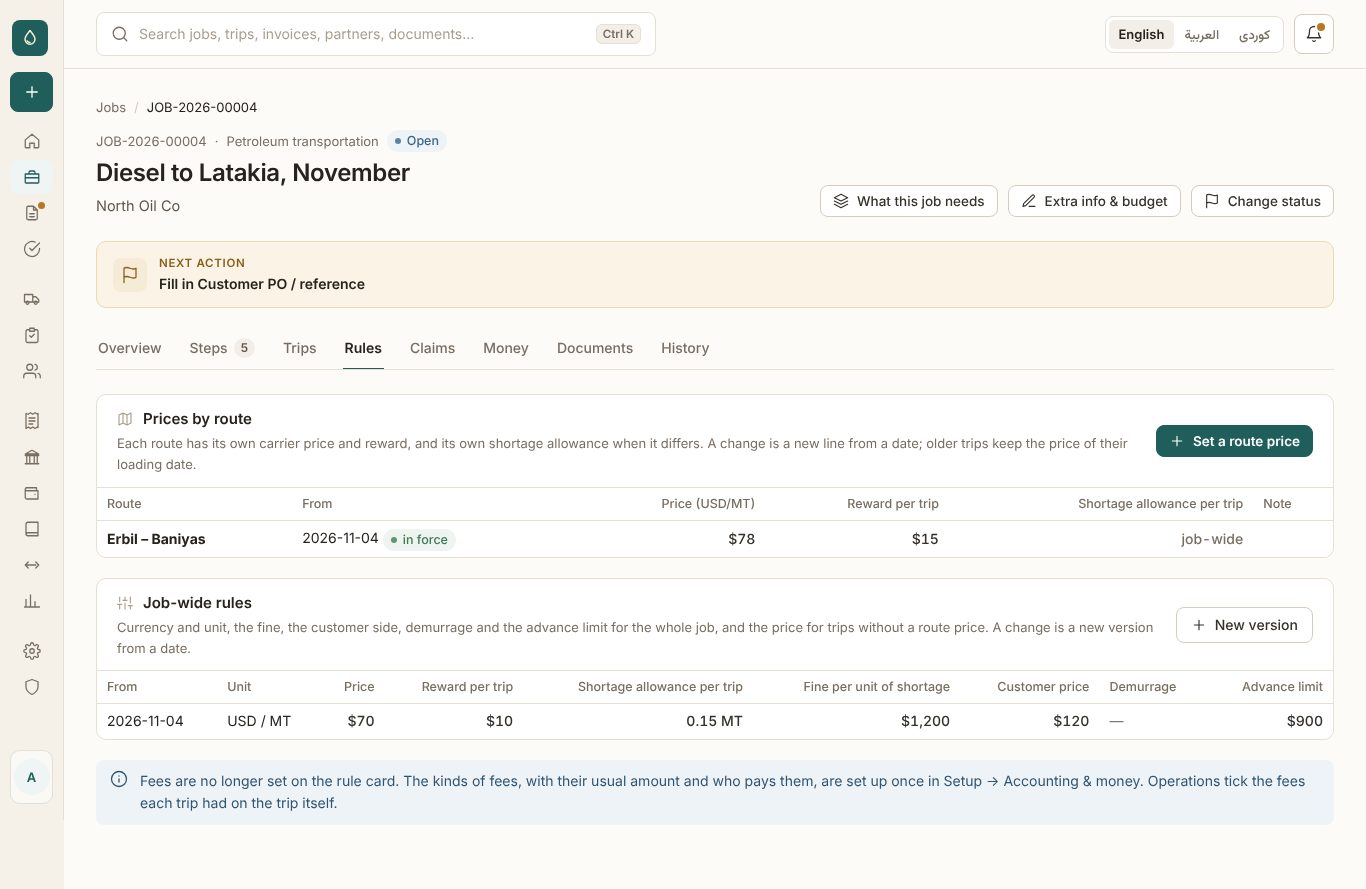 Search jobs, trips, invoices, partners, documents...
Ctrl K
English
العربية
کوردی
Jobs / JOB-2026-00004
JOB-2026-00004 · Petroleum transportation
Open
Diesel to Latakia, November
North Oil Co
What this job needs
Extra info & budget
Change status
NEXT ACTION
Fill in Customer PO / reference
Overview Steps 5 Trips Rules Claims Money Documents History
Prices by route
Each route has its own carrier price and reward, and its own shortage allowance when it differs. A change is a new line from a date; older trips keep the price of their
loading date.
Set a route price
Route From Price (USD/MT) Reward per trip Shortage allowance per trip Note
Erbil – Baniyas 2026-11-04 in force $78 $15 job-wide
Job-wide rules
Currency and unit, the fine, the customer side, demurrage and the advance limit for the whole job, and the price for trips without a route price. A change is a new version
from a date.
New version
From Unit Price Reward per trip Shortage allowance per trip Fine per unit of shortage Customer price Demurrage Advance limit
2026-11-04 USD / MT $70 $10 0.15 MT $1,200 $120 — $900
Fees are no longer set on the rule card. The kinds of fees, with their usual amount and who pays them, are set up once in Setup → Accounting & money. Operations tick the fees
each trip had on the trip itself.
A